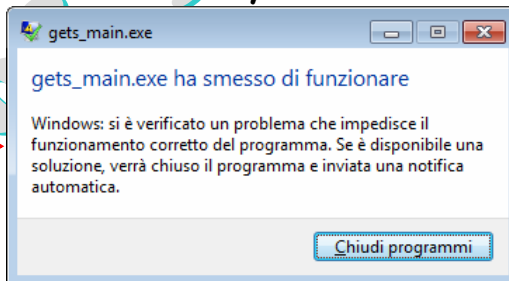 gets_main.exe
gets_main.exe ha smesso di funzionare
Windows: si è verificato un problema che impedisce il
funzionamento corretto del programma. Se è disponibile una
soluzione, verrà chiuso il programma e inviata una notifica
automatica.
Chiudi programmi